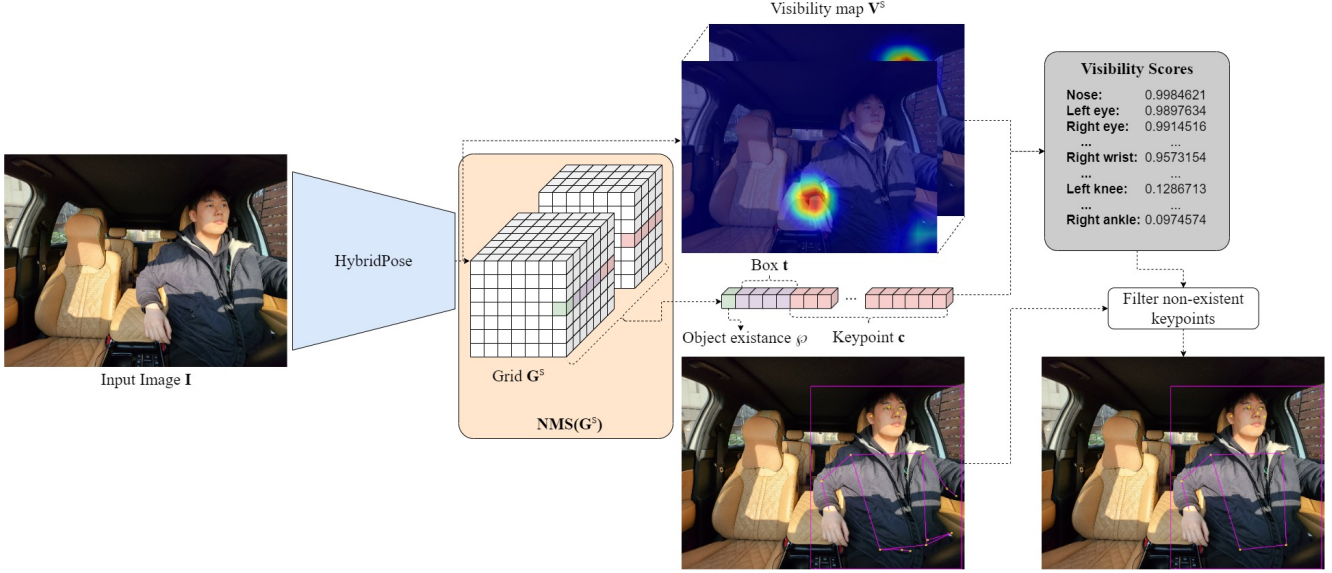 Visibility map V^s
Visibility Scores
Nose: 0.9984621
Left eye: 0.9897634
Right eye: 0.9914516
... ...
Right wrist: 0.9573154
... ...
Left knee: 0.1286713
... ...
Right ankle: 0.0974574
HybridPose
Input Image I
Grid G^s
NMS(G^s)
Box t
...
Object existance ℘
Keypoint c
Filter non-existent
keypoints